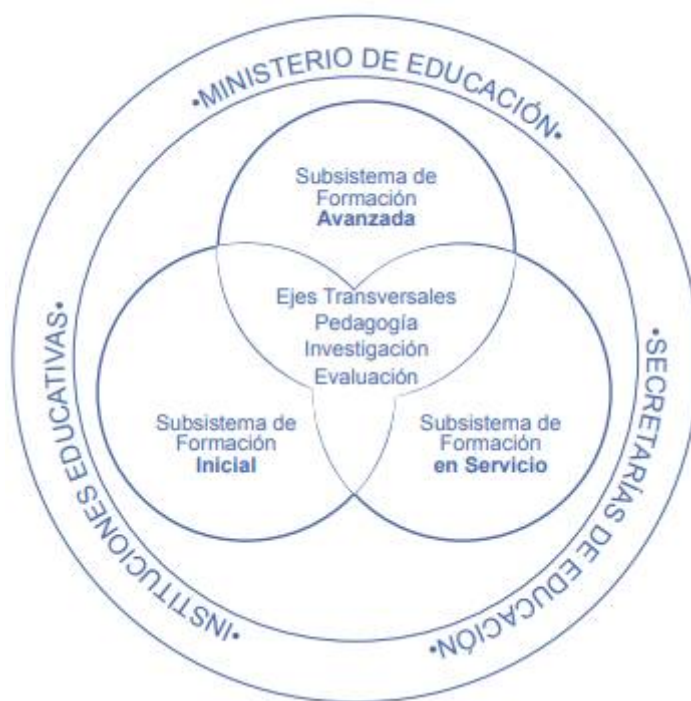 •MINISTERIO DE EDUCACIÓN•
Subsistema de
Formación
Avanzada
Ejes Transversales
Pedagogía
Investigación
Evaluación
Subsistema de
Formación
Inicial
Subsistema de
Formación
en Servicio
•INSTITUCIONES EDUCATIVAS•
•SECRETARÍAS DE EDUCACIÓN•